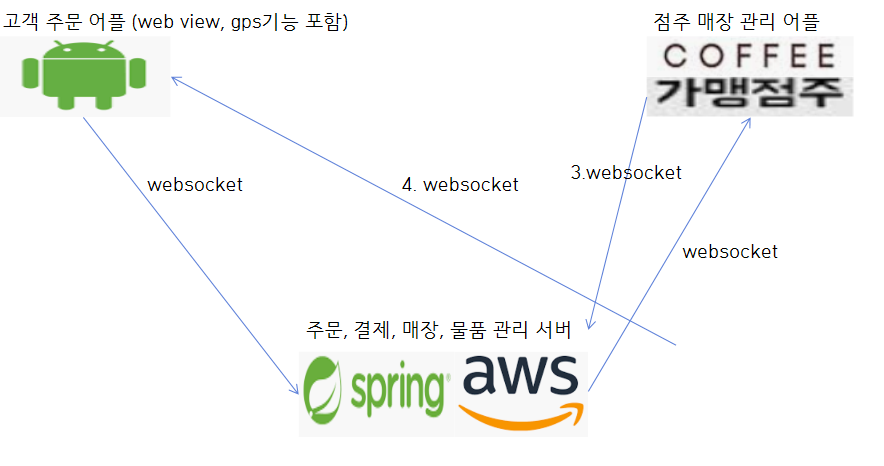 고객 주문 어플 (web view, gps기능 포함)
점주 매장 관리 어플
COFFEE
가맹점주
websocket
4. websocket
3.websocket
websocket
주문, 결제, 매장, 물품 관리 서버
spring
aws